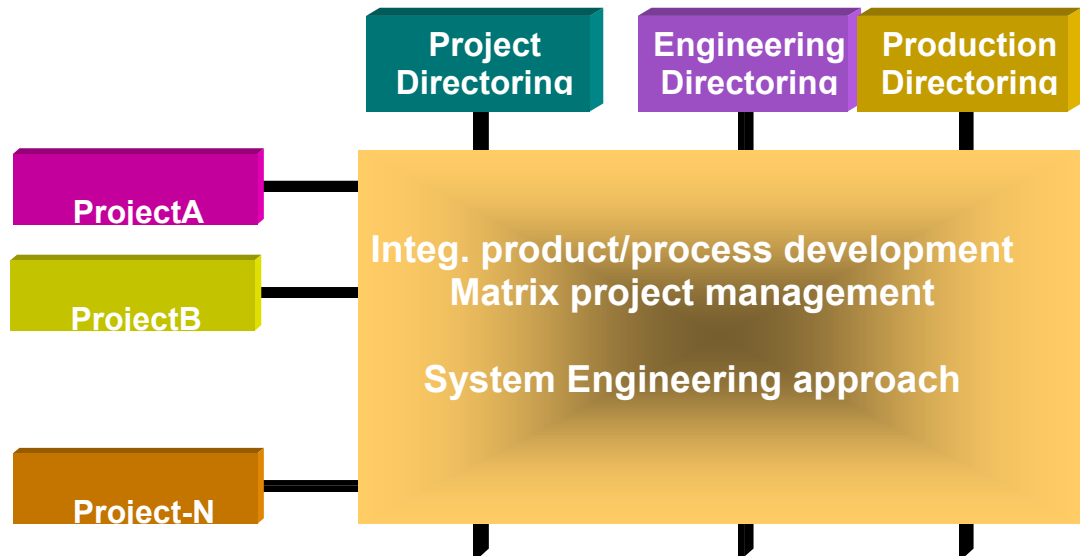 Project
Directoring
Engineering
Directoring
Production
Directoring
ProjectA
Integ. product/process development
Matrix project management
ProjectB
System Engineering approach
Project-N